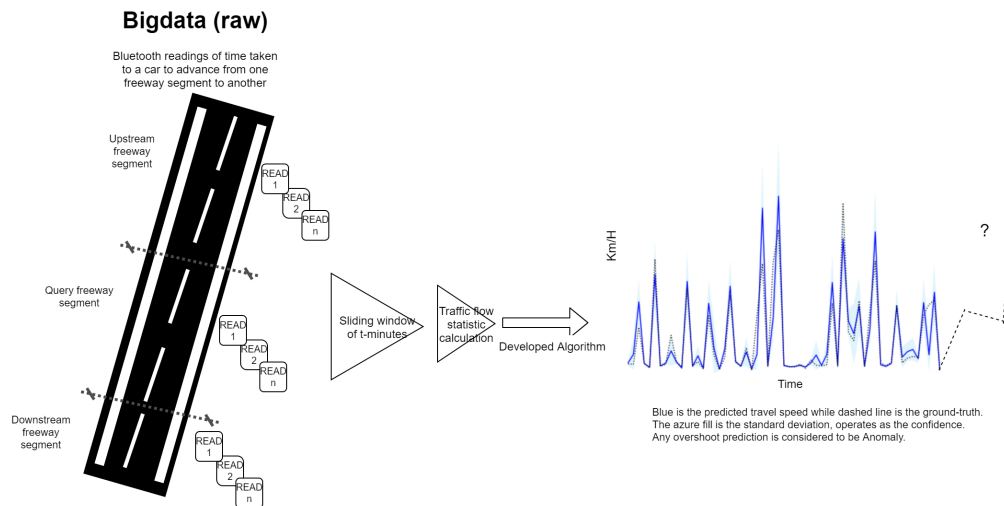 Bigdata (raw)
Bluetooth readings of time taken
to a car to advance from one
freeway segment to another
Upstream
freeway
segment
READ
1
READ
2
READ
n
Query freeway
segment
READ
1
READ
2
READ
n
Downstream
freeway
segment
READ
1
READ
2
READ
n
Sliding window
of t-minutes
Traffic flow
statistic
calculation
Developed Algorithm
Km/H
Time
?
Blue is the predicted travel speed while dashed line is the ground-truth.
The azure fill is the standard deviation, operates as the confidence.
Any overshoot prediction is considered to be Anomaly.